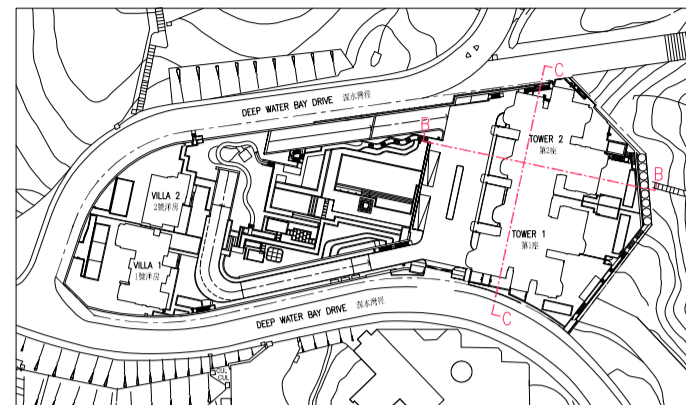 C
DEEP WATER BAY DRIVE 深水灣徑
B
TOWER 2
第2座
B
VILLA 2
2號洋房
TOWER 1
第1座
VILLA 1
1號洋房
C
DEEP WATER BAY DRIVE 深水灣徑
CUL
CUL